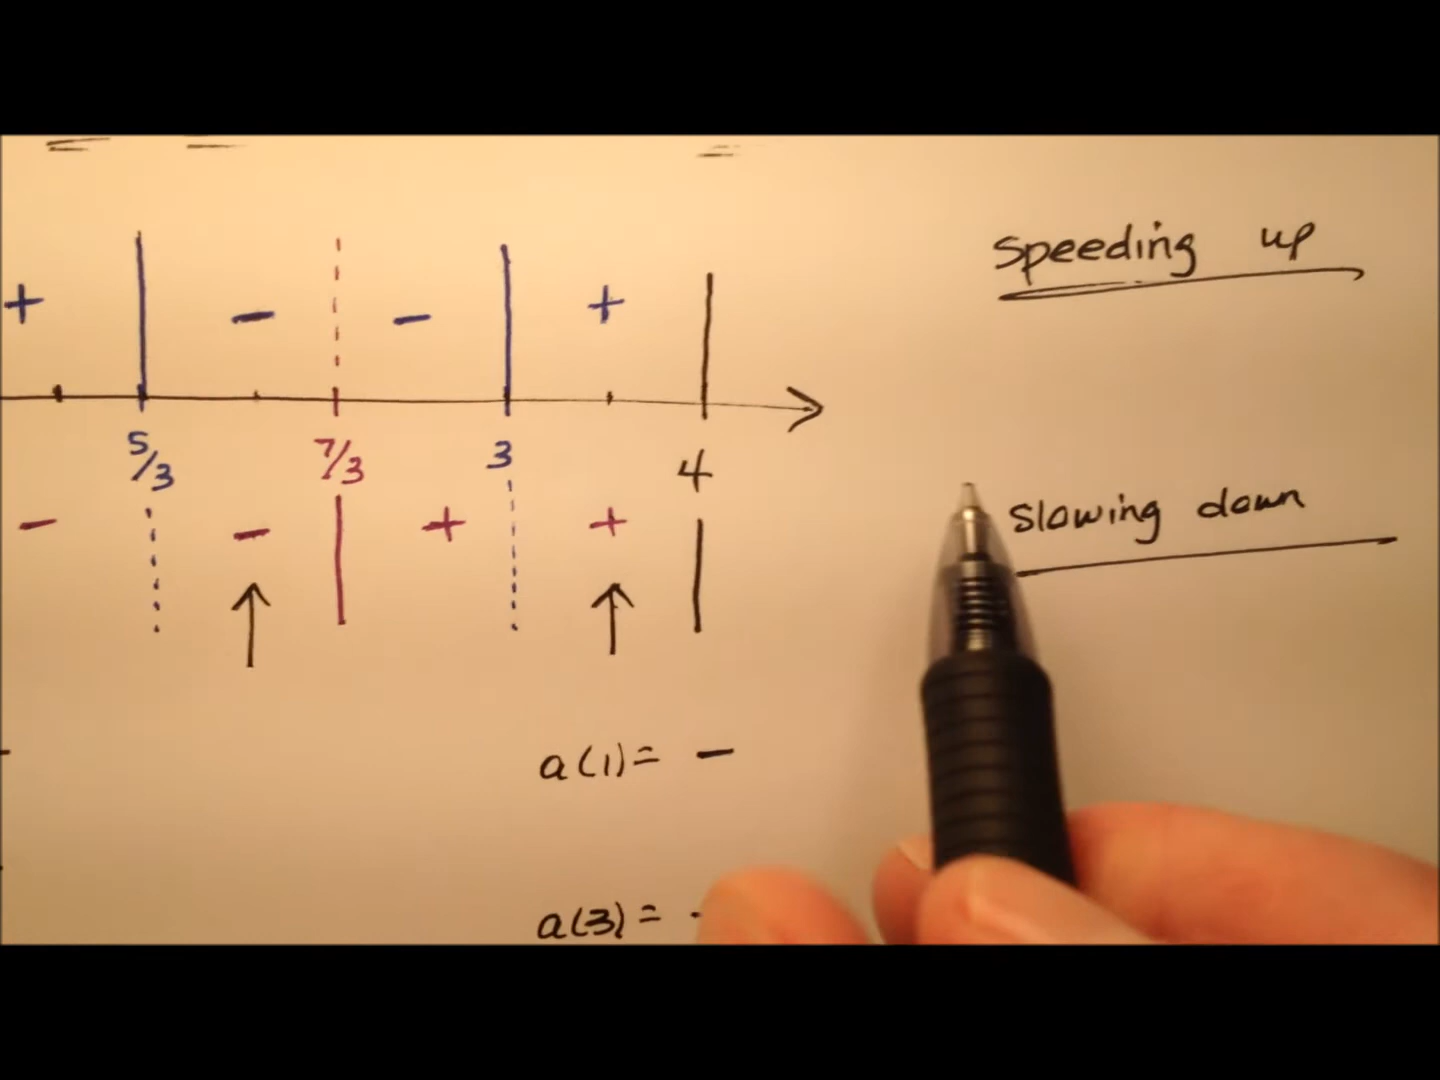 Speeding up
+ - - +
5/3 7/3 3 4
- - + +
Slowing down
a(1) = -
a(3) =